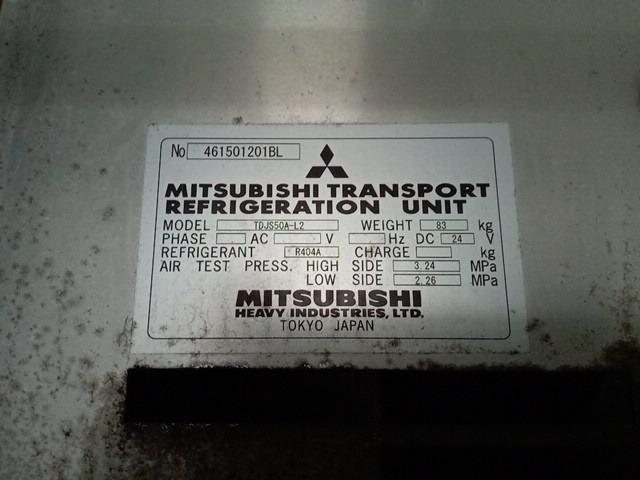 No 461501201BL
MITSUBISHI TRANSPORT
REFRIGERATION UNIT
MODEL TDJS50A-L2 WEIGHT 83 kg
PHASE AC V Hz DC 24 V
REFRIGERANT R404A CHARGE kg
AIR TEST PRESS. HIGH SIDE 3.24 MPa
LOW SIDE 2.26 MPa
MITSUBISHI
HEAVY INDUSTRIES, LTD.
TOKYO JAPAN